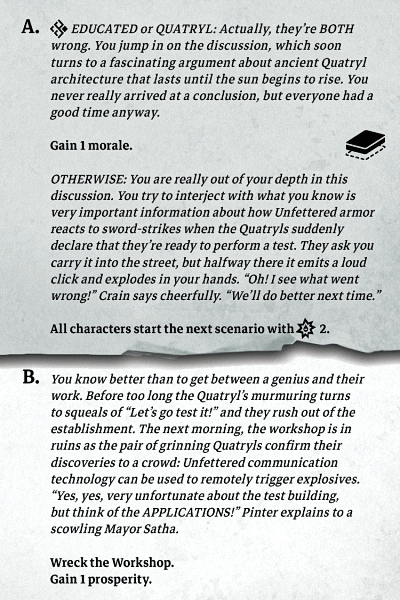 A. EDUCATED or QUATRYL: Actually, they're BOTH
wrong. You jump in on the discussion, which soon
turns to a fascinating argument about ancient Quatryl
architecture that lasts until the sun begins to rise. You
never really arrived at a conclusion, but everyone had a
good time anyway.
Gain 1 morale.
OTHERWISE: You are really out of your depth in this
discussion. You try to interject with what you know is
very important information about how Unfettered armor
reacts to sword-strikes when the Quatryls suddenly
declare that they're ready to perform a test. They ask you
carry it into the street, but halfway there it emits a loud
click and explodes in your hands. “Oh! I see what went
wrong!” Crain says cheerfully. “We'll do better next time.”
All characters start the next scenario with 2.
B. You know better than to get between a genius and their
work. Before too long the Quatryl's murmuring turns
to squeals of “Let's go test it!” and they rush out of the
establishment. The next morning, the workshop is in
ruins as the pair of grinning Quatryls confirm their
discoveries to a crowd: Unfettered communication
technology can be used to remotely trigger explosives.
“Yes, yes, very unfortunate about the test building,
but think of the APPLICATIONS!” Pinter explains to a
scowling Mayor Satha.
Wreck the Workshop.
Gain 1 prosperity.